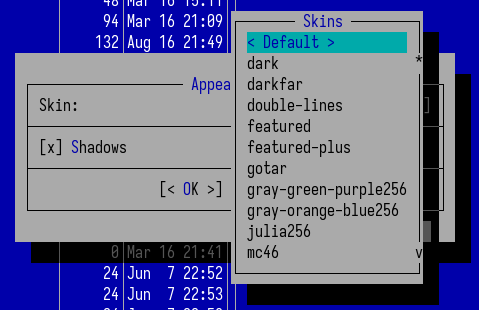 48 Mar 16 15:11
94 Mar 16 21:09
132 Aug 16 21:49
Skins
< Default >
dark
darkfar
double-lines
featured
featured-plus
gotar
gray-green-purple256
gray-orange-blue256
julia256
mc46
*
v
Appea
Skin:
]
[x] Shadows
[< OK >]
0 Mar 16 21:41
24 Jun 7 22:52
24 Jun 7 22:53